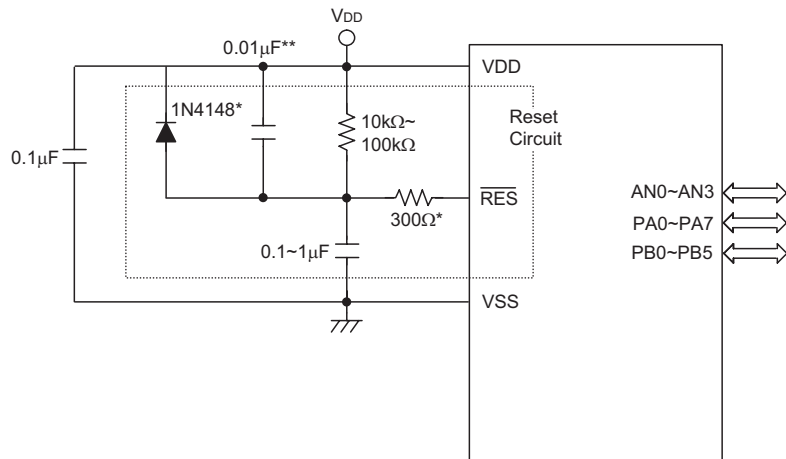 VDD
0.01μF**
VDD
1N4148*
10kΩ~
100kΩ
Reset
Circuit
0.1μF
AN0~AN3
RES
300Ω*
PA0~PA7
0.1~1μF
PB0~PB5
VSS